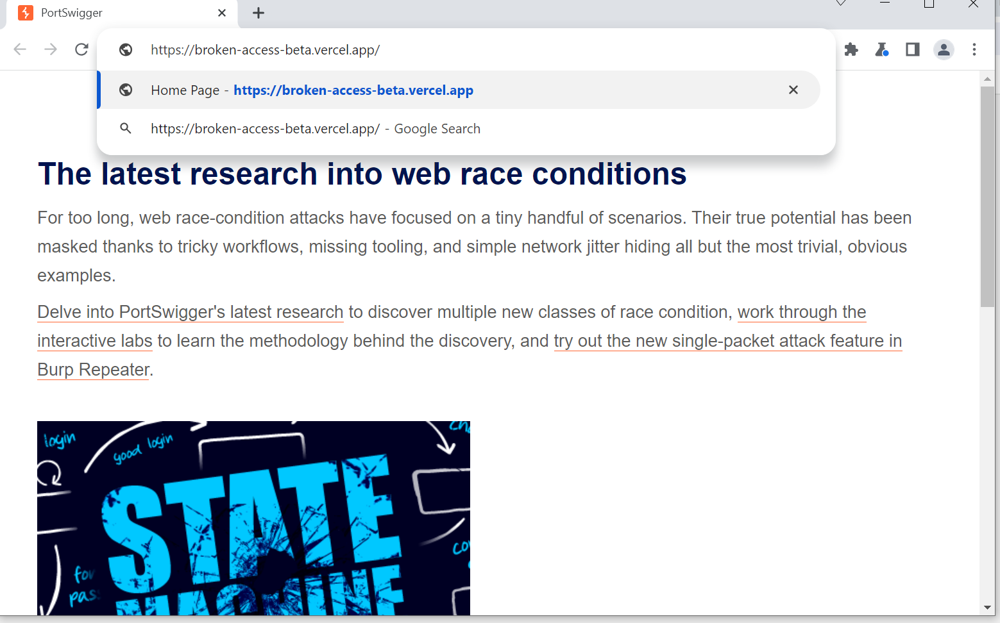 PortSwigger
https://broken-access-beta.vercel.app/
Home Page - https://broken-access-beta.vercel.app
https://broken-access-beta.vercel.app/ - Google Search
The latest research into web race conditions
For too long, web race-condition attacks have focused on a tiny handful of scenarios. Their true potential has been
masked thanks to tricky workflows, missing tooling, and simple network jitter hiding all but the most trivial, obvious
examples.
Delve into PortSwigger's latest research to discover multiple new classes of race condition, work through the
interactive labs to learn the methodology behind the discovery, and try out the new single-packet attack feature in
Burp Repeater.
login
good login
STATE
MACHINE